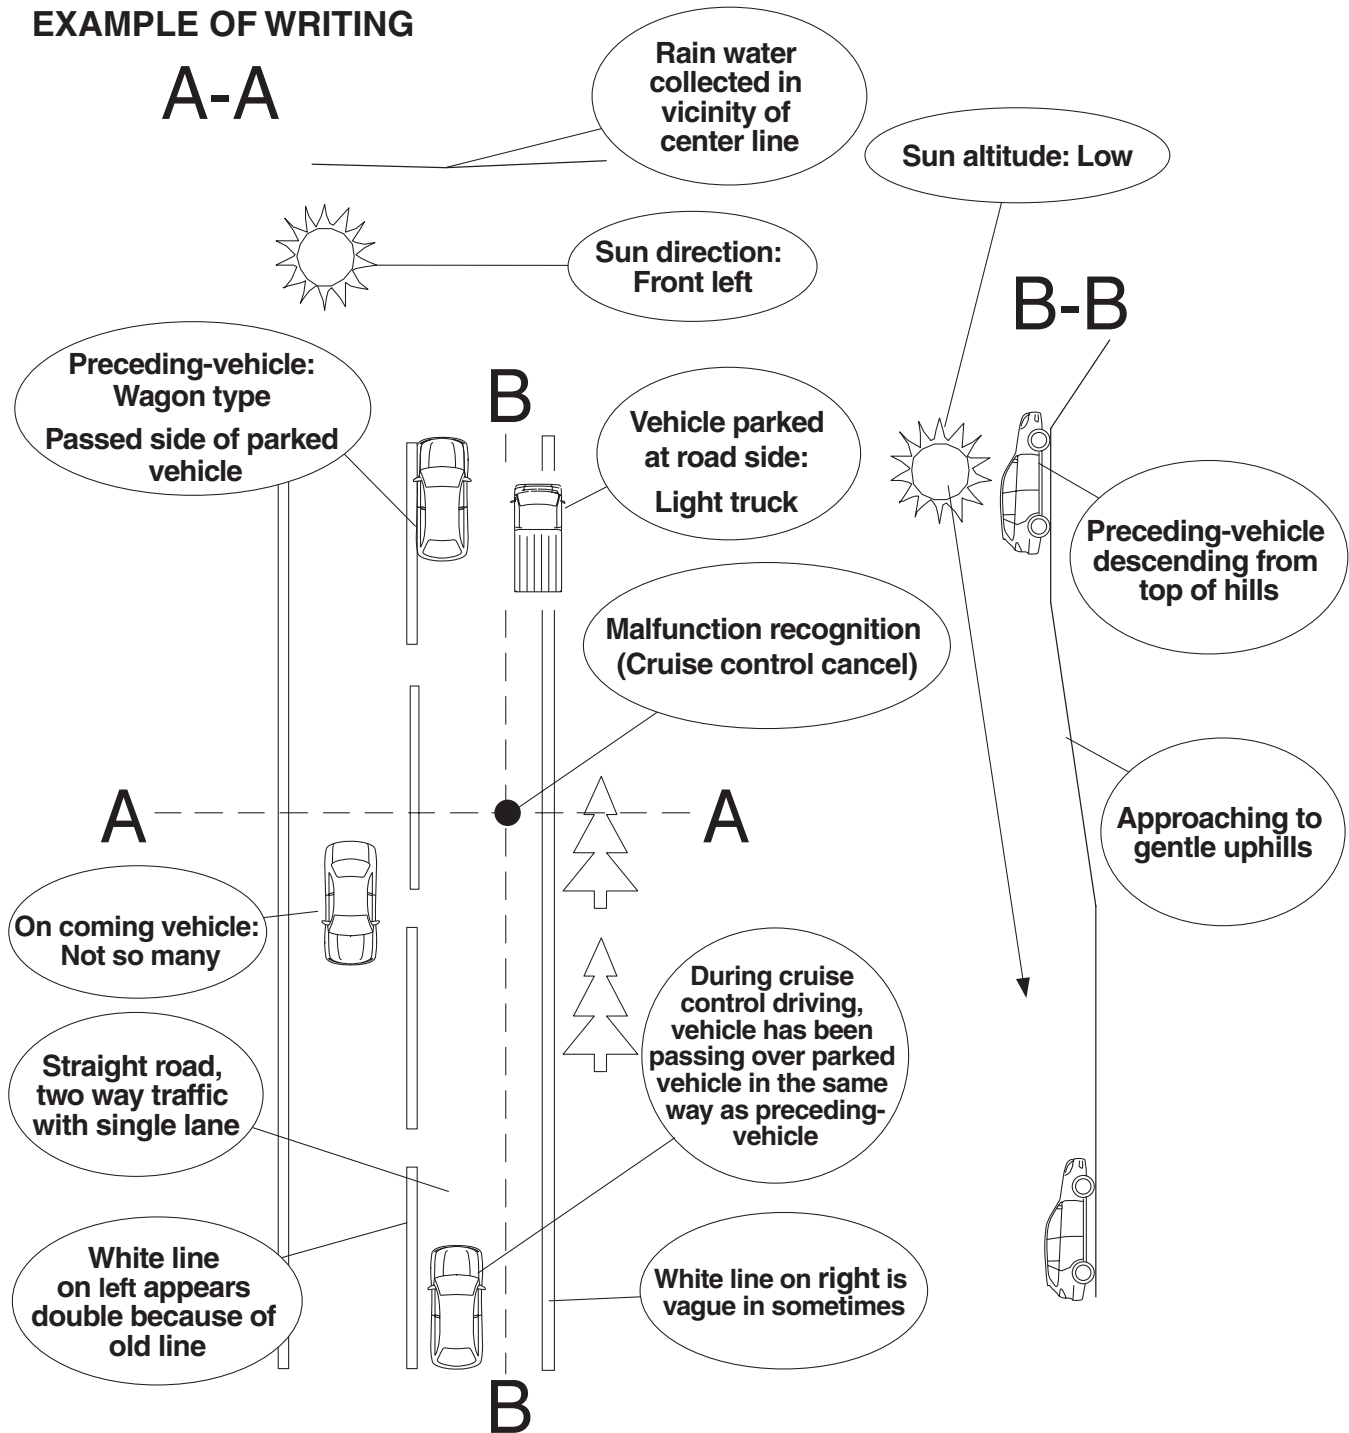 EXAMPLE OF WRITING
A-A
Rain water
collected in
vicinity of
center line
Sun altitude: Low
Sun direction:
Front left
B-B
Preceding-vehicle:
Wagon type
Passed side of parked
vehicle
B
Vehicle parked
at road side:
Light truck
Preceding-vehicle
descending from
top of hills
Malfunction recognition
(Cruise control cancel)
A
A
Approaching to
gentle uphills
On coming vehicle:
Not so many
During cruise
control driving,
vehicle has been
passing over parked
vehicle in the same
way as preceding-
vehicle
Straight road,
two way traffic
with single lane
White line
on left appears
double because of
old line
White line on right is
vague in sometimes
B